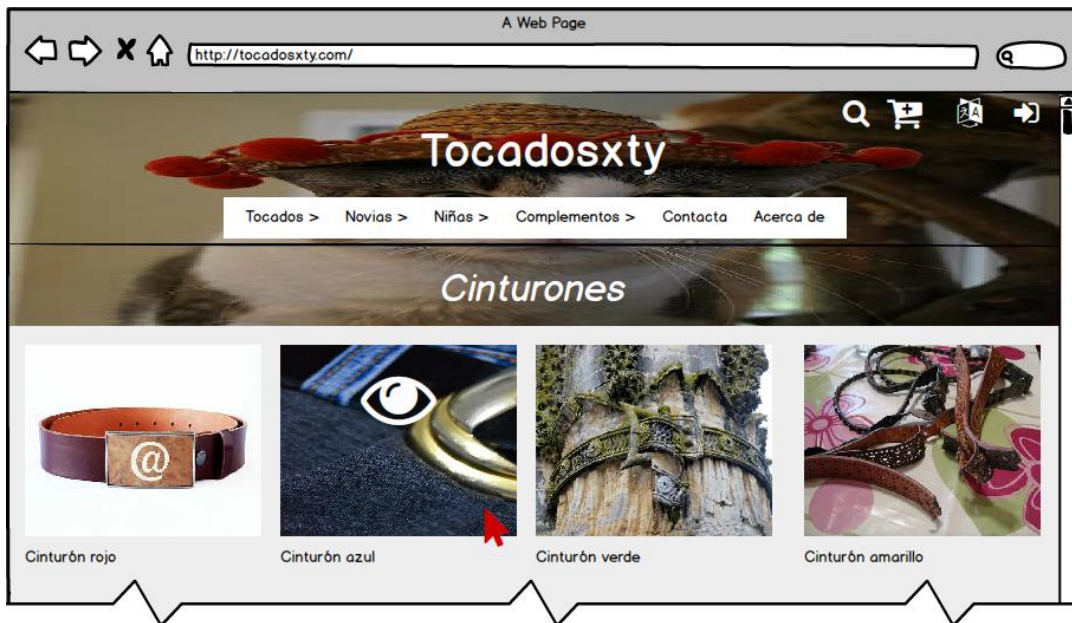 A Web Page
http://tocadosxty.com/
Tocadosxty
Tocados > Novias > Niñas > Complementos > Contacta Acerca de
Cinturones
@
Cinturón rojo Cinturón azul Cinturón verde Cinturón amarillo